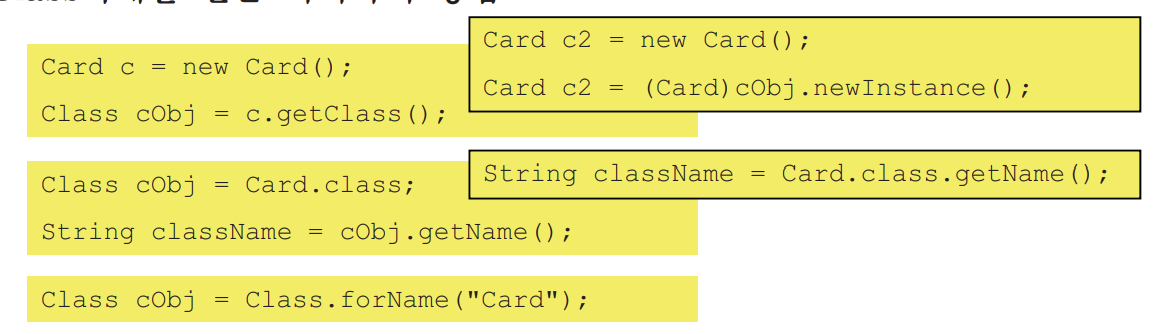 Card c = new Card();
Class cObj = c.getClass();
Card c2 = new Card();
Card c2 = (Card)cObj.newInstance();
Class cObj = Card.class;
String className = cObj.getName();
String className = Card.class.getName();
Class cObj = Class.forName("Card");